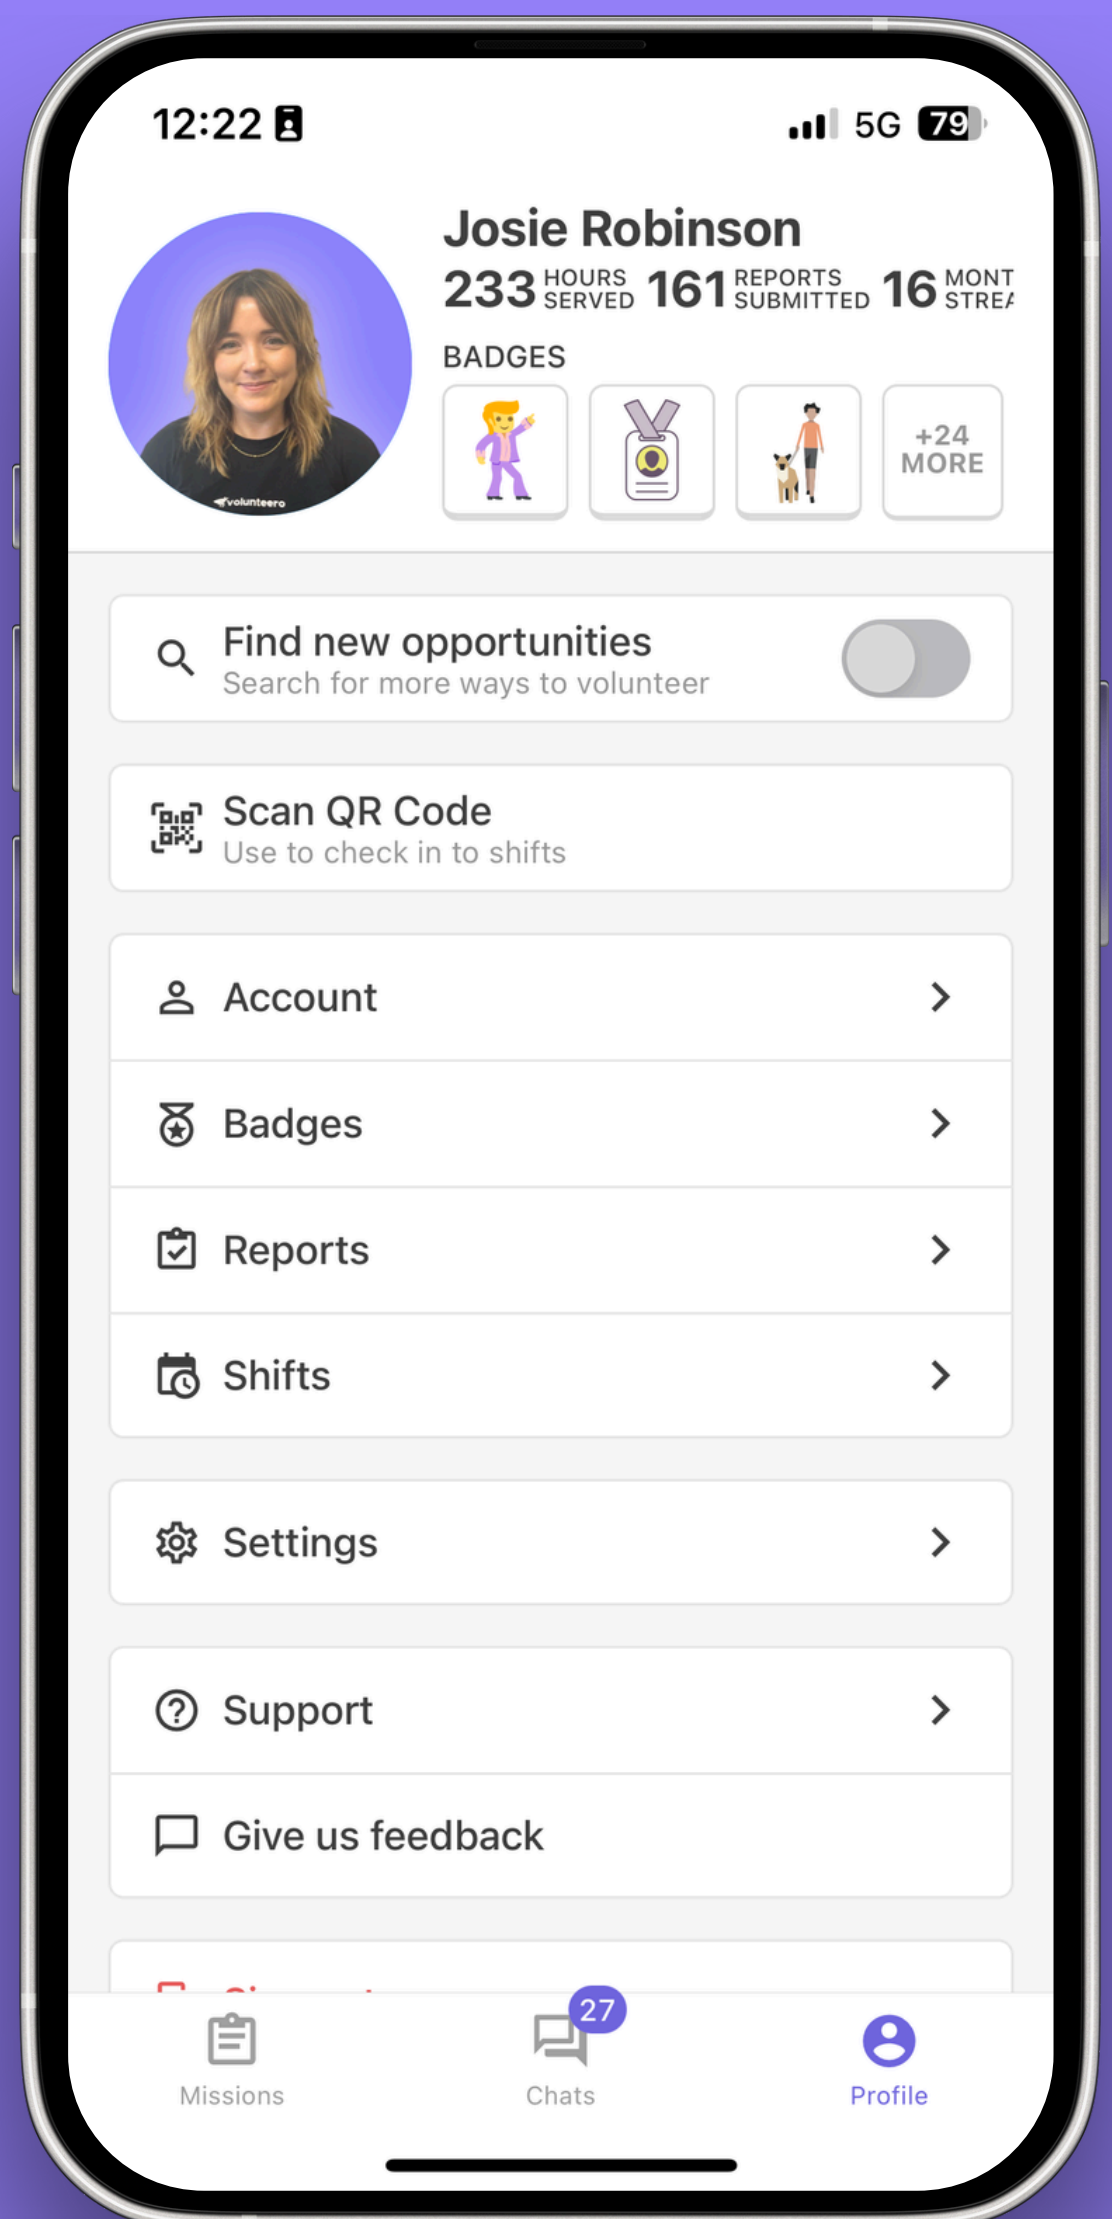 12:22
5G 79
volunteero
Josie Robinson
233 HOURS SERVED 161 REPORTS SUBMITTED 16 MONT STREA
BADGES
+24
MORE
Find new opportunities
Search for more ways to volunteer
Scan QR Code
Use to check in to shifts
Account
Badges
Reports
Shifts
Settings
Support
Give us feedback
27
Missions
Chats
Profile